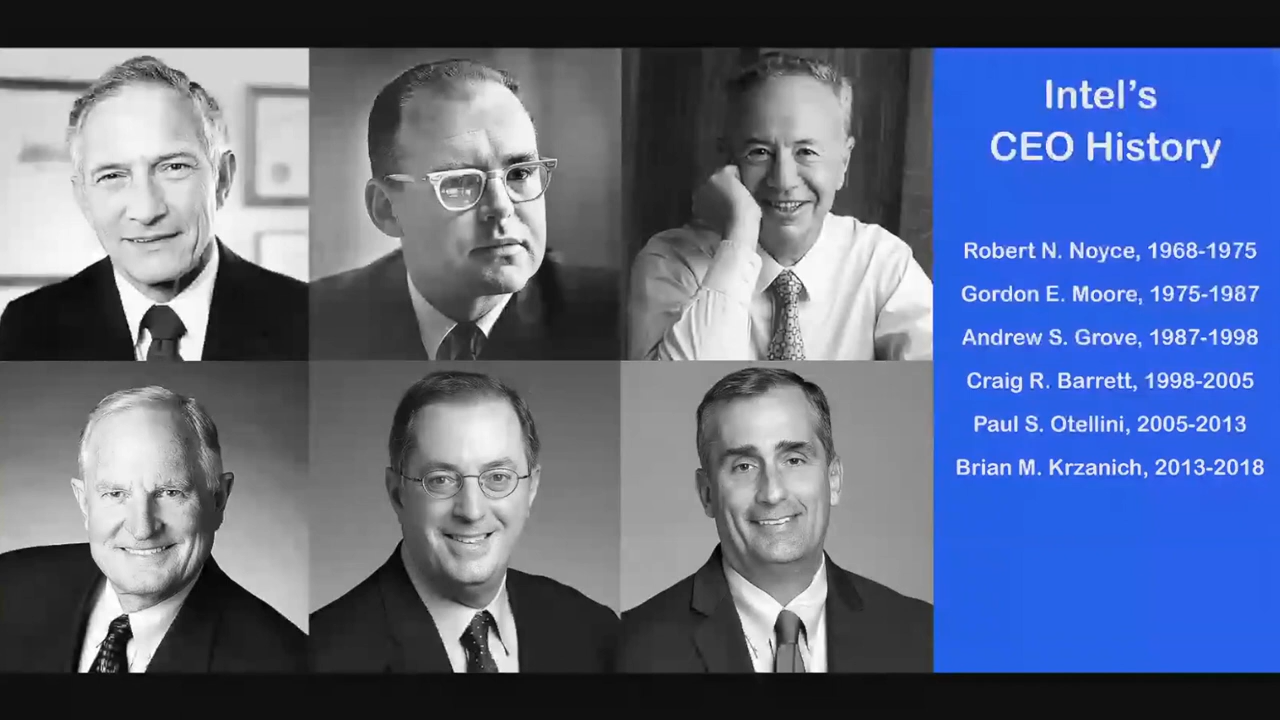 Intel's
CEO History
Robert N. Noyce, 1968-1975
Gordon E. Moore, 1975-1987
Andrew S. Grove, 1987-1998
Craig R. Barrett, 1998-2005
Paul S. Otellini, 2005-2013
Brian M. Krzanich, 2013-2018